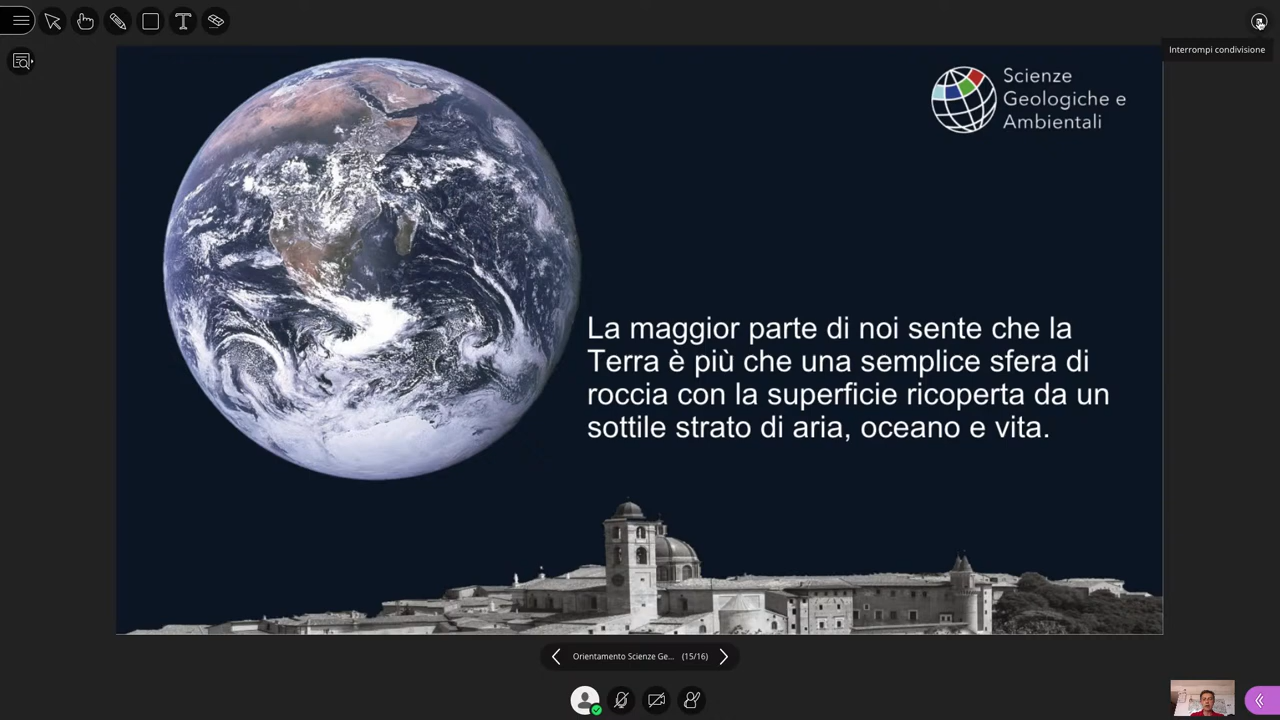 Interrompi condivisione
Scienze
Geologiche e
Ambientali
La maggior parte di noi sente che la
Terra è più che una semplice sfera di
roccia con la superficie ricoperta da un
sottile strato di aria, oceano e vita.
Orientamento Scienze Ge... (15/16)